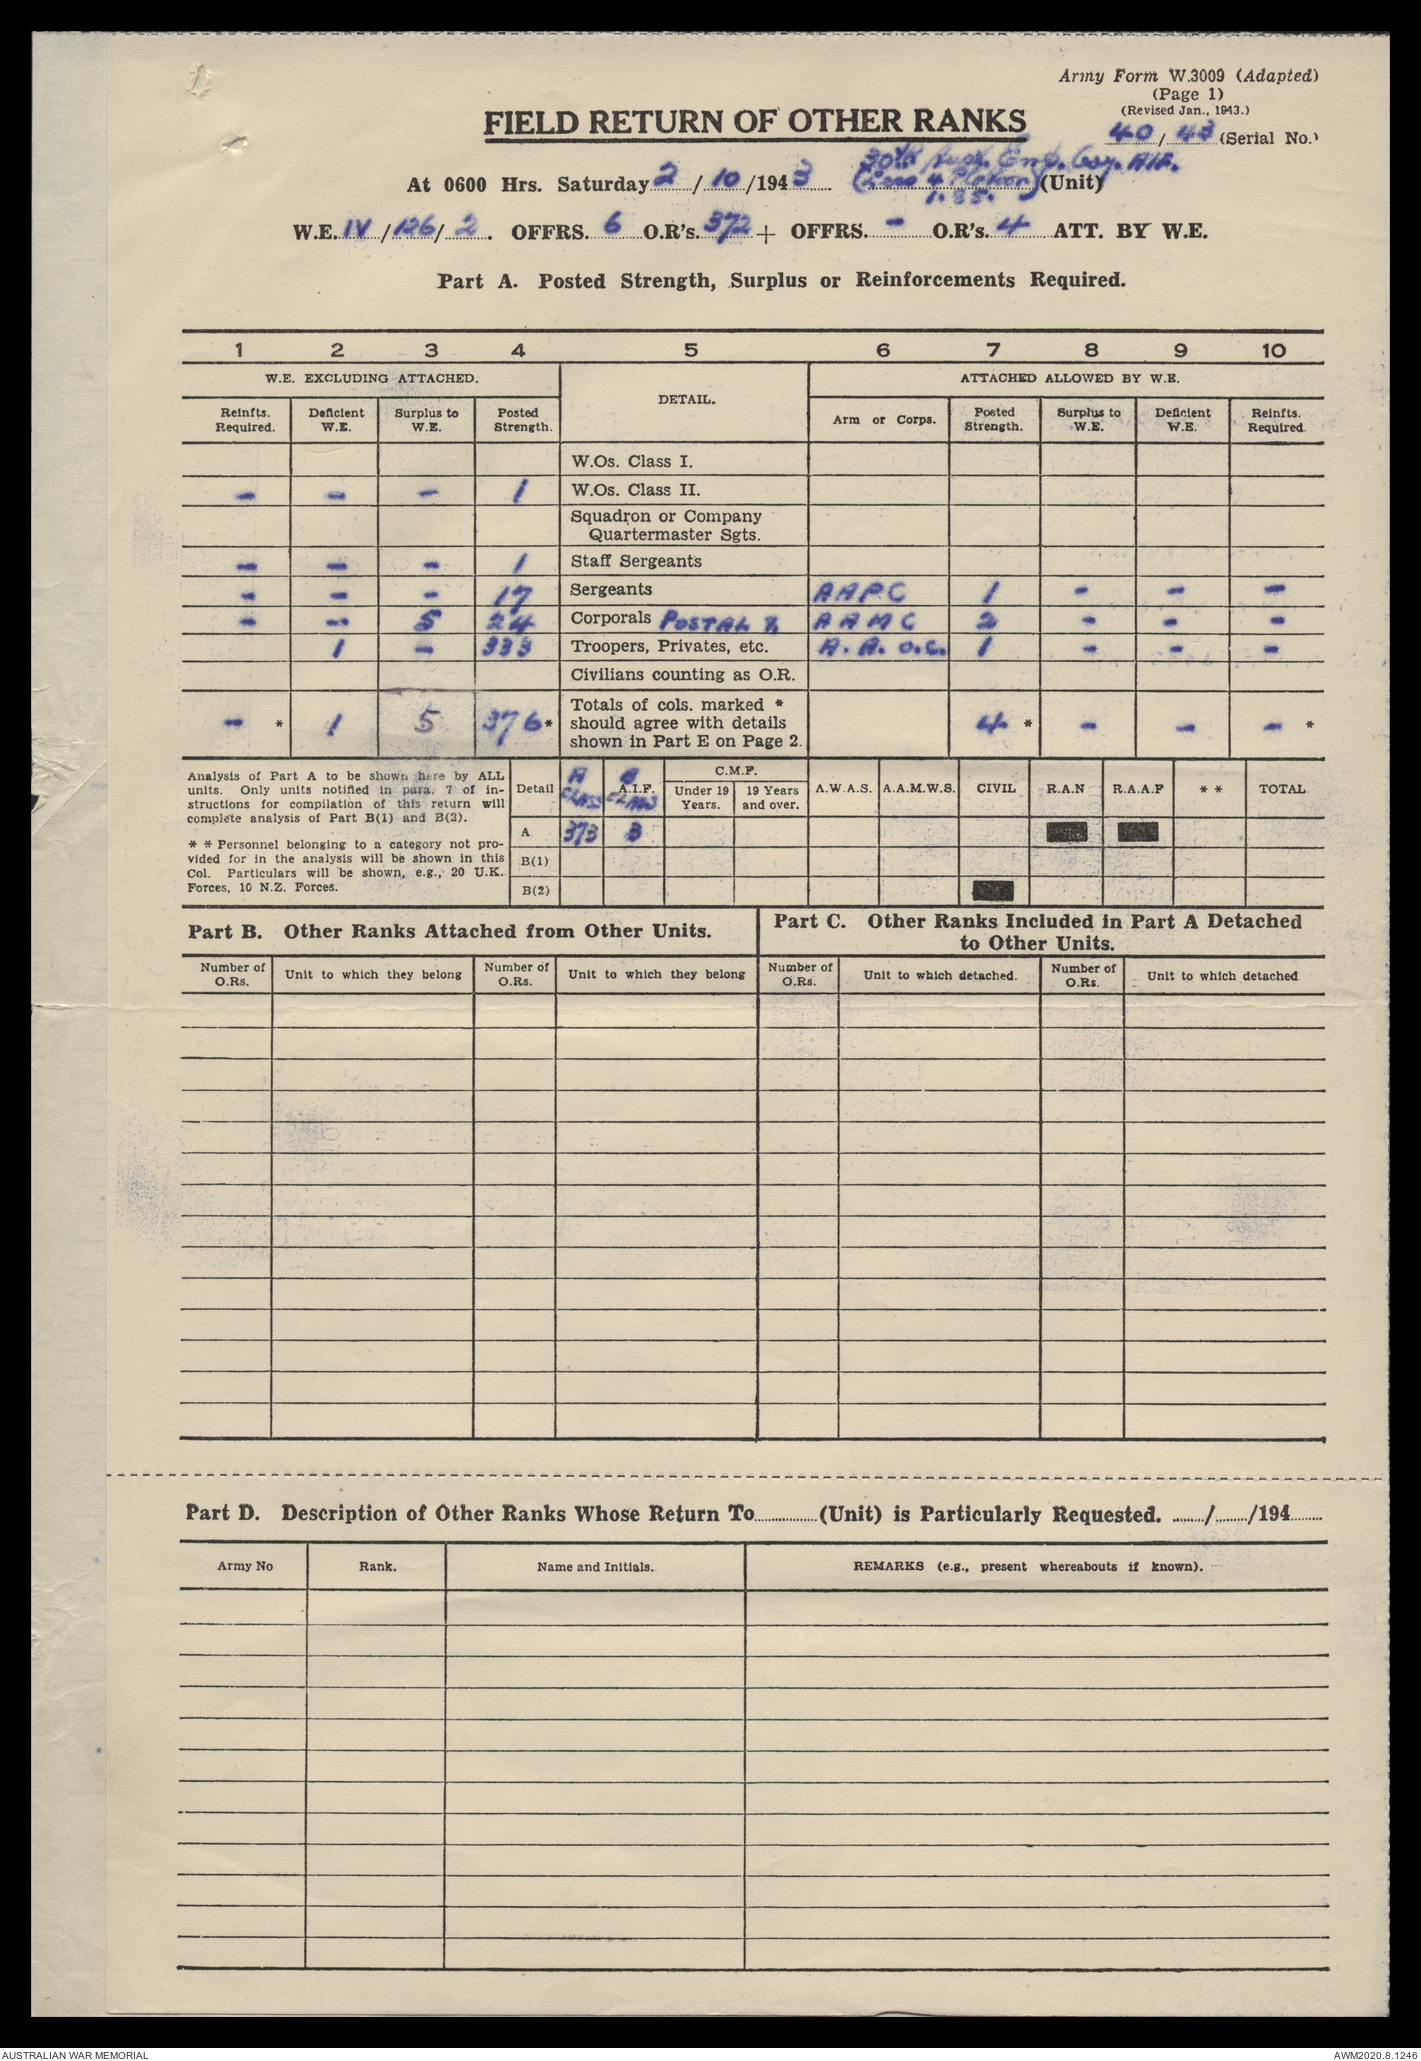 Army Form W.3009 (Adapted)
(Page 1)
(Revised Jan., 1943.)
FIELD RETURN OF OTHER RANKS
40/43 (Serial No.)
30th Aust. Emp. Coy. AIF.
At 0600 Hrs. Saturday 2/10/1943 (Less 4 Platoon) (Unit)
W.E. IV/126/2. OFFRS. 6 O.R's. 372 + OFFRS. - O.R's. 4 ATT. BY W.E.
Part A. Posted Strength, Surplus or Reinforcements Required.
1 2 3 4 5 6 7 8 9 10
W.E. EXCLUDING ATTACHED. DETAIL. ATTACHED ALLOWED BY W.E.
Reinfts. Required. Deficient W.E. Surplus to W.E. Posted Strength. Arm or Corps. Posted Strength. Surplus to W.E. Deficient W.E. Reinfts. Required.
W.Os. Class I.
- - - 1 W.Os. Class II.
Squadron or Company
Quartermaster Sgts.
- - - 1 Staff Sergeants
- - - 17 Sergeants AAPC 1 - - -
- - 5 24 Corporals POSTAL & AAMC 2 - - -
1 - 333 Troopers, Privates, etc. A.A.O.C. 1 - - -
Civilians counting as O.R.
Totals of cols. marked *
- * 1 5 376* should agree with details 4 * - - - *
shown in Part E on Page 2.
Analysis of Part A to be shown here by ALL
units. Only units notified in para. 7 of in-
structions for compilation of this return will
complete analysis of Part B(1) and B(2).
* * Personnel belonging to a category not pro-
vided for in the analysis will be shown in this
Col. Particulars will be shown, e.g., 20 U.K.
Forces, 10 N.Z. Forces.
Detail A CLASS A.I.F. B CLASS C.M.F. Under 19 Years. 19 Years and over. A.W.A.S. A.A.M.W.S. CIVIL R.A.N R.A.A.F * * TOTAL
A 373 3
B(1)
B(2)
Part B. Other Ranks Attached from Other Units.
Part C. Other Ranks Included in Part A Detached
to Other Units.
Number of O.Rs. Unit to which they belong Number of O.Rs. Unit to which they belong Number of O.Rs. Unit to which detached. Number of O.Rs. Unit to which detached
Part D. Description of Other Ranks Whose Return To............(Unit) is Particularly Requested. ......../......../194........
Army No Rank. Name and Initials. REMARKS (e.g., present whereabouts if known).
AUSTRALIAN WAR MEMORIAL AWM2020.8.1246